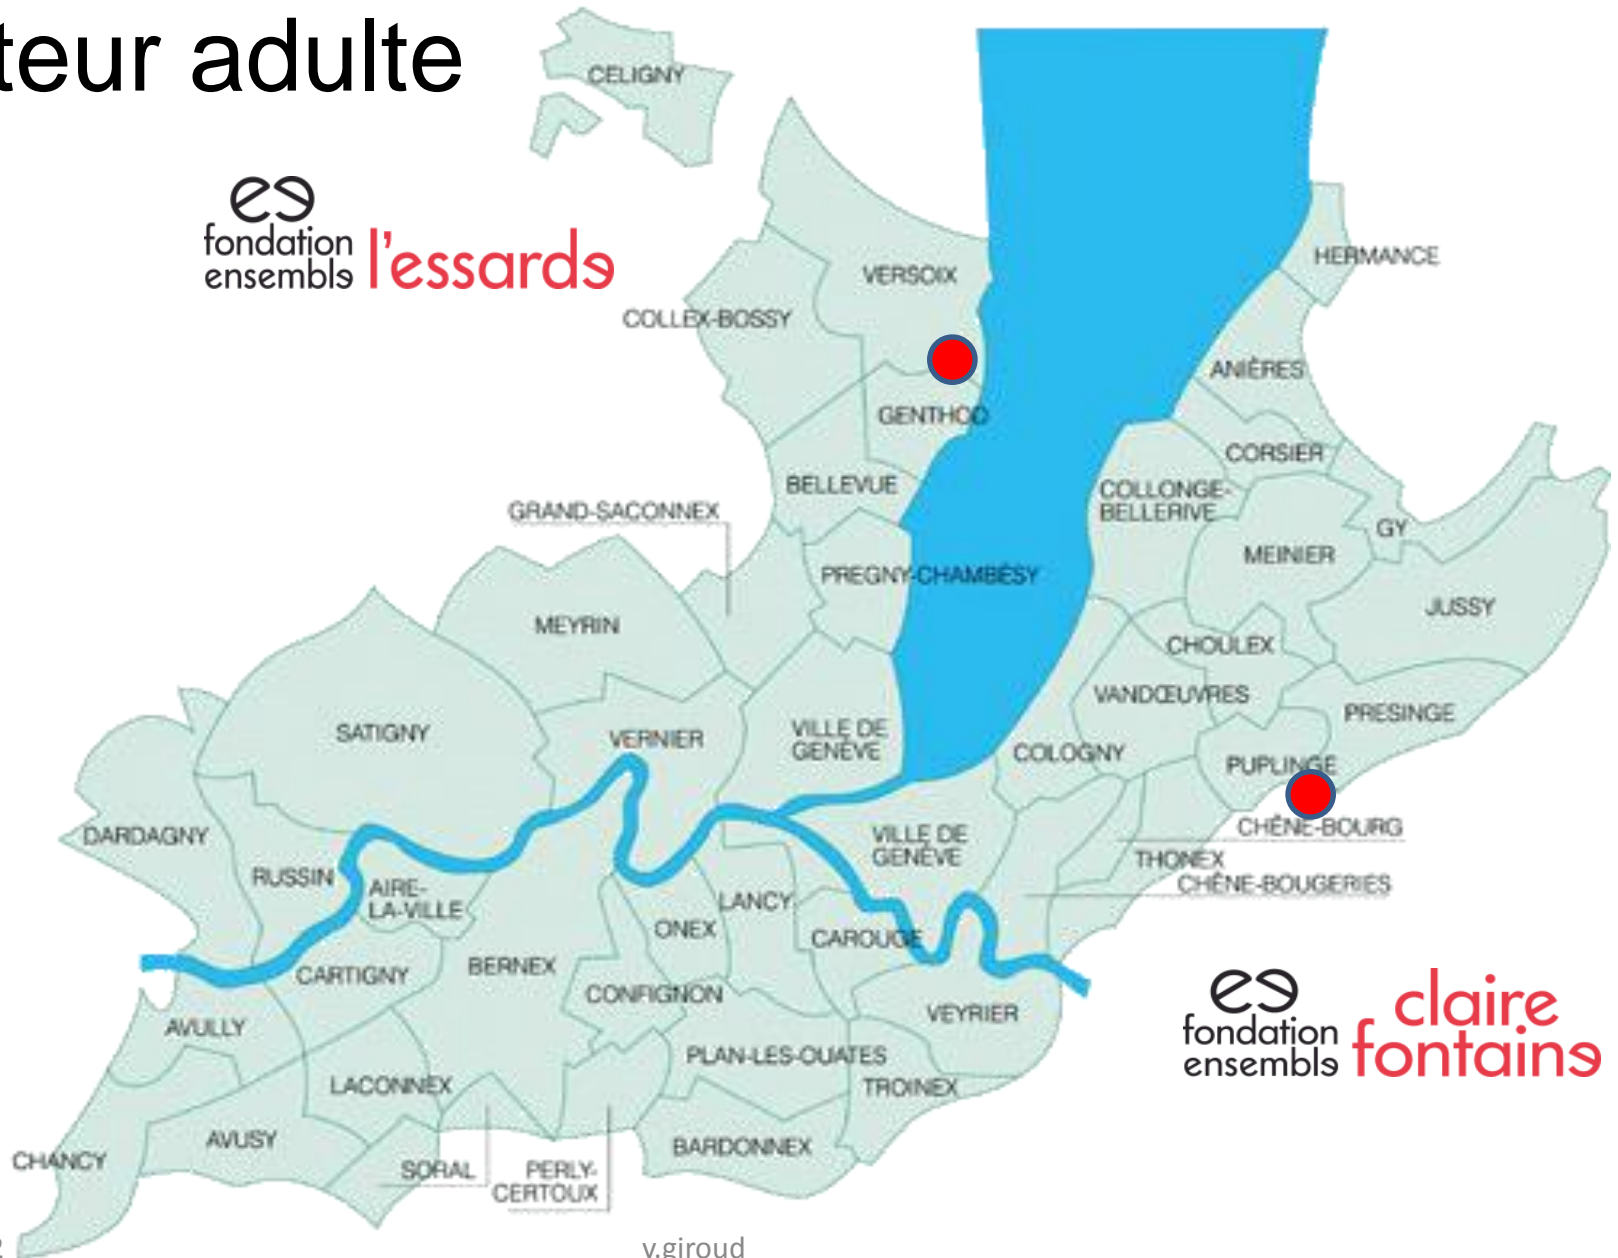 teur adulte
CELIGNY
fondation
ensemble l'essarde
HERMANCE
VERSOIX
COLLEX-BOSSY
ANIÈRES
GENTHOD
CORSIER
BELLEVUE
COLLONGE-
BELLERIVE
GRAND-SACONNEX
GY
MEINIER
PREGNY-CHAMBÉSY
JUSSY
MEYRIN
CHOULEX
VANDŒUVRES
PRESINGE
SATIGNY
VERNIER
VILLE DE
GENÈVE
COLOGNY
PUPLINGE
DARDAGNY
VILLE DE
GENÈVE
CHÊNE-BOURG
THONEX
CHÊNE-BOUGERIES
RUSSIN
AIRE-
LA-VILLE
LANCY
ONEX
CAROUGE
CARTIGNY
BERNEX
CONFIGNON
VEYRIER
AVULLY
claire
fondation
ensemble fontaine
PLAN-LES-OUATES
LACONNEX
TROINEX
AVUSY
BARDONNEX
CHANCY
SORAL
PERLY-
CERTOUX
v.giroud